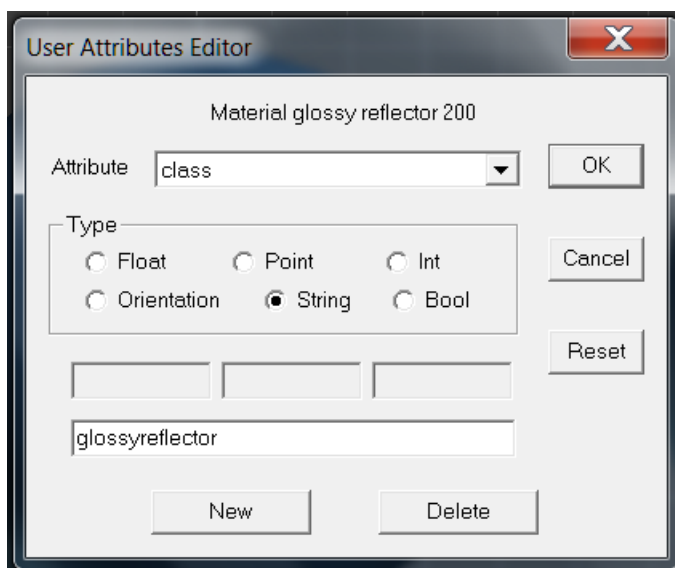 User Attributes Editor
Material glossy reflector 200
Attribute class OK
Type
Float Point Int Cancel
Orientation String Bool
Reset
glossyreflector
New Delete